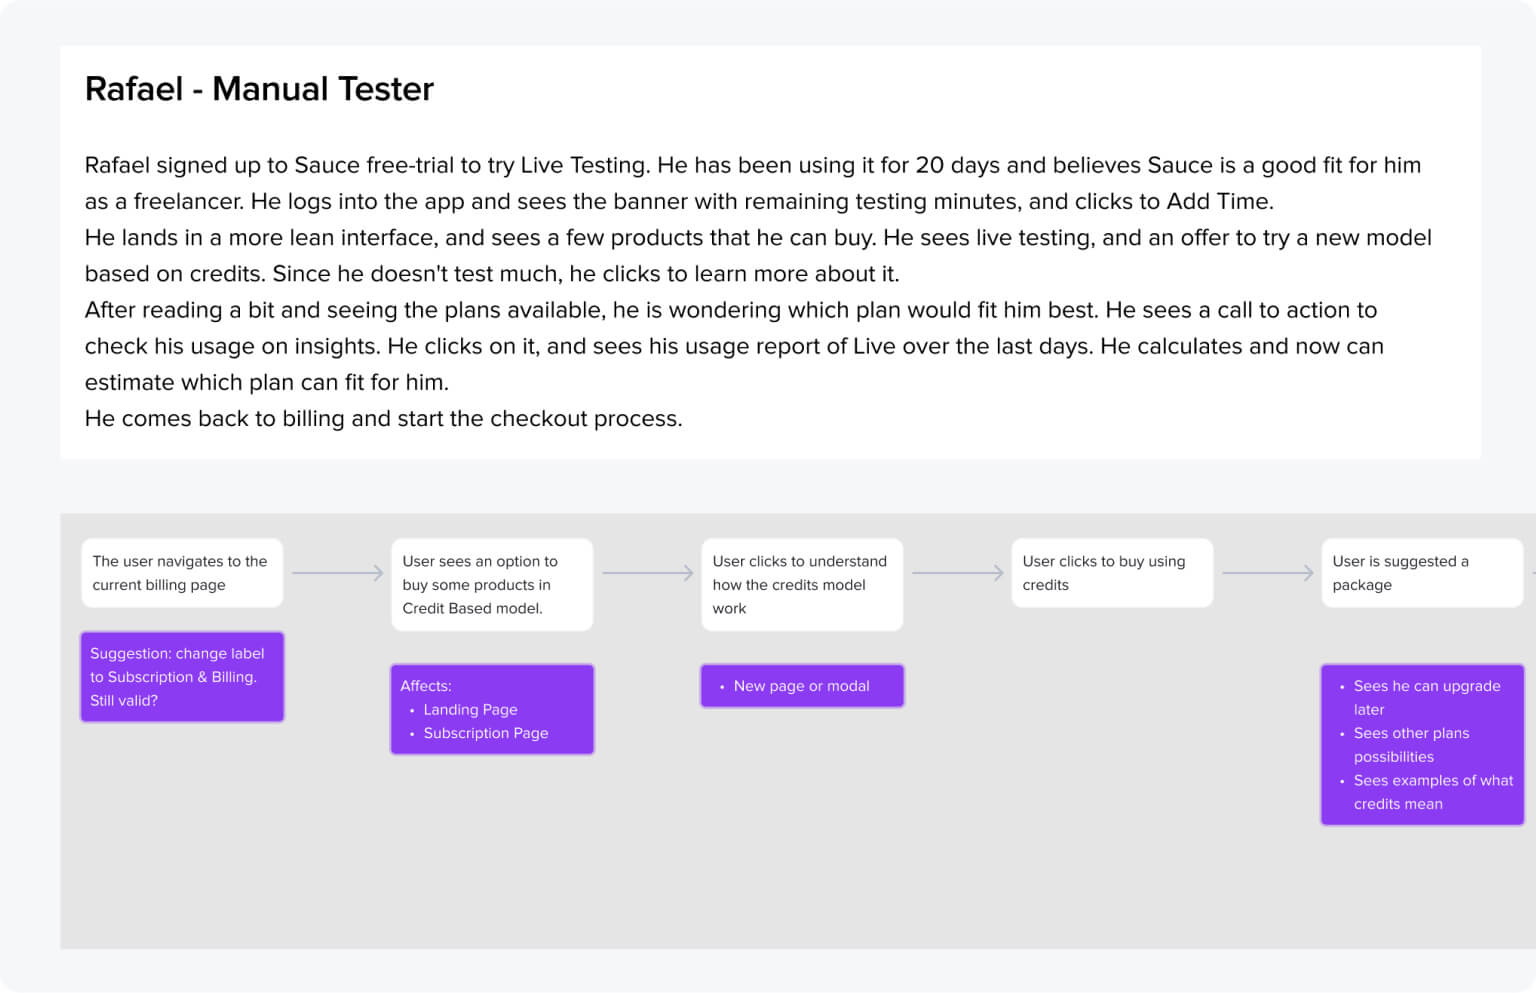 Rafael - Manual Tester
Rafael signed up to Sauce free-trial to try Live Testing. He has been using it for 20 days and believes Sauce is a good fit for him
as a freelancer. He logs into the app and sees the banner with remaining testing minutes, and clicks to Add Time.
He lands in a more lean interface, and sees a few products that he can buy. He sees live testing, and an offer to try a new model
based on credits. Since he doesn't test much, he clicks to learn more about it.
After reading a bit and seeing the plans available, he is wondering which plan would fit him best. He sees a call to action to
check his usage on insights. He clicks on it, and sees his usage report of Live over the last days. He calculates and now can
estimate which plan can fit for him.
He comes back to billing and start the checkout process.
The user navigates to the
current billing page
Suggestion: change label
to Subscription & Billing.
Still valid?
User sees an option to
buy some products in
Credit Based model.
Affects:
• Landing Page
• Subscription Page
User clicks to understand
how the credits model
work
• New page or modal
User clicks to buy using
credits
User is suggested a
package
• Sees he can upgrade
later
• Sees other plans
possibilities
• Sees examples of what
credits mean